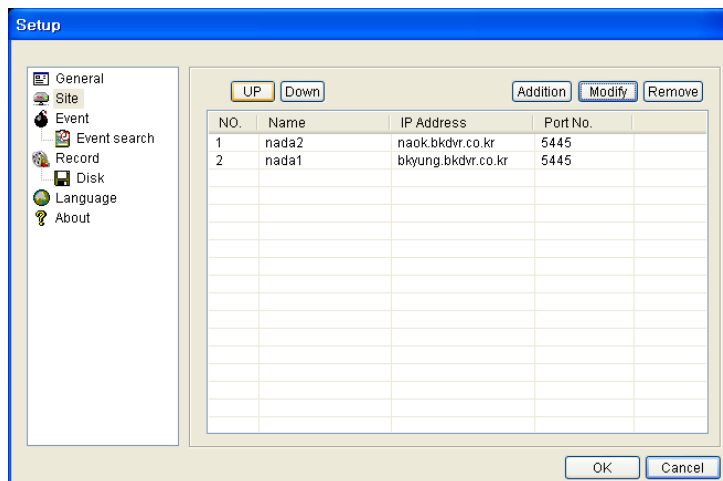 Setup
General
Site
Event
Event search
Record
Disk
Language
About
UP Down Addition Modify Remove
NO. Name IP Address Port No.
1 nada2 naok.bkdvr.co.kr 5445
2 nada1 bkyung.bkdvr.co.kr 5445
OK Cancel